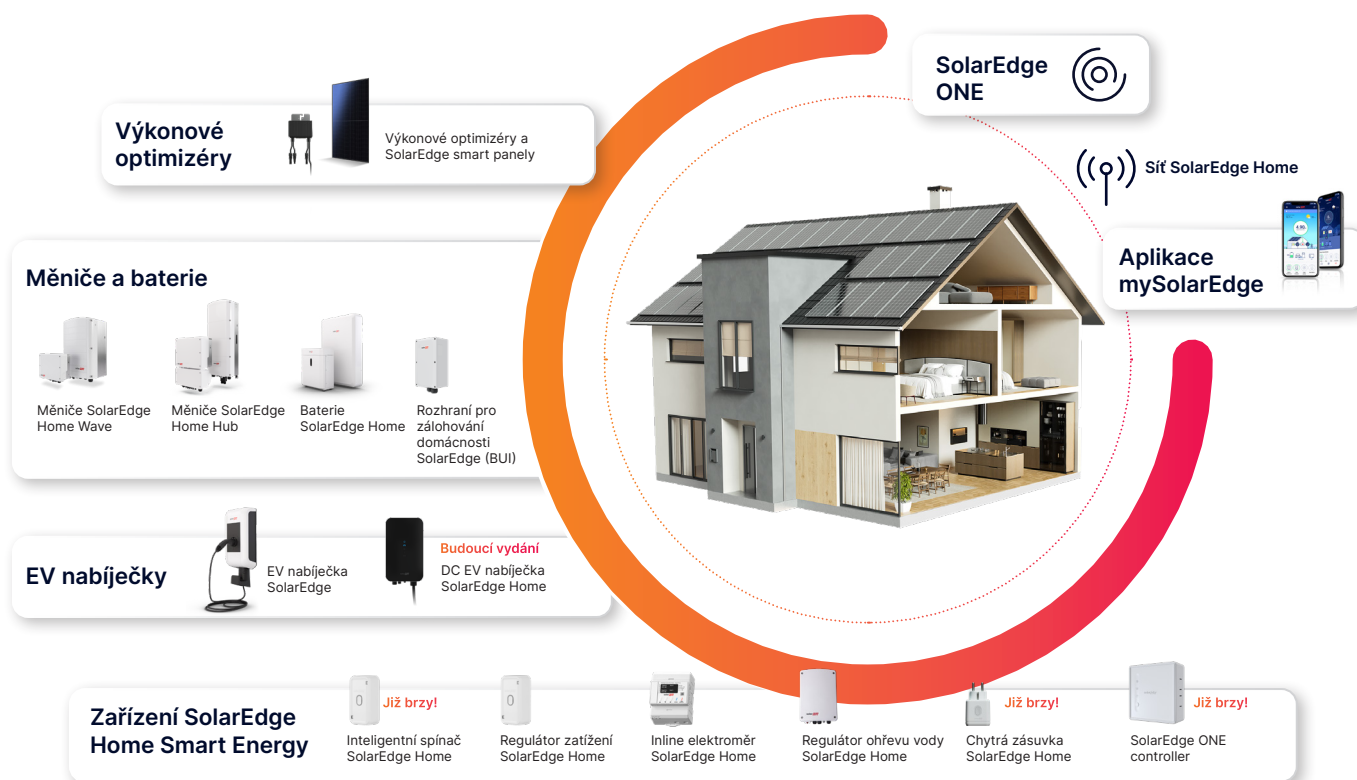 SolarEdge
ONE
Výkonové
optimizéry
Výkonové optimizéry a
SolarEdge smart panely
Síť SolarEdge Home
Aplikace
mySolarEdge
Měniče a baterie
Měniče SolarEdge
Home Wave
Měniče SolarEdge
Home Hub
Baterie
SolarEdge Home
Rozhraní pro
zálohování
domácnosti
SolarEdge (BUI)
EV nabíječky
EV nabíječka
SolarEdge
Budoucí vydání
DC EV nabíječka
SolarEdge Home
Zařízení SolarEdge
Home Smart Energy
Již brzy!
Inteligentní spínač
SolarEdge Home
Regulátor zatížení
SolarEdge Home
Inline elektroměr
SolarEdge Home
Regulátor ohřevu vody
SolarEdge Home
Již brzy!
Chytrá zásuvka
SolarEdge Home
Již brzy!
SolarEdge ONE
controller